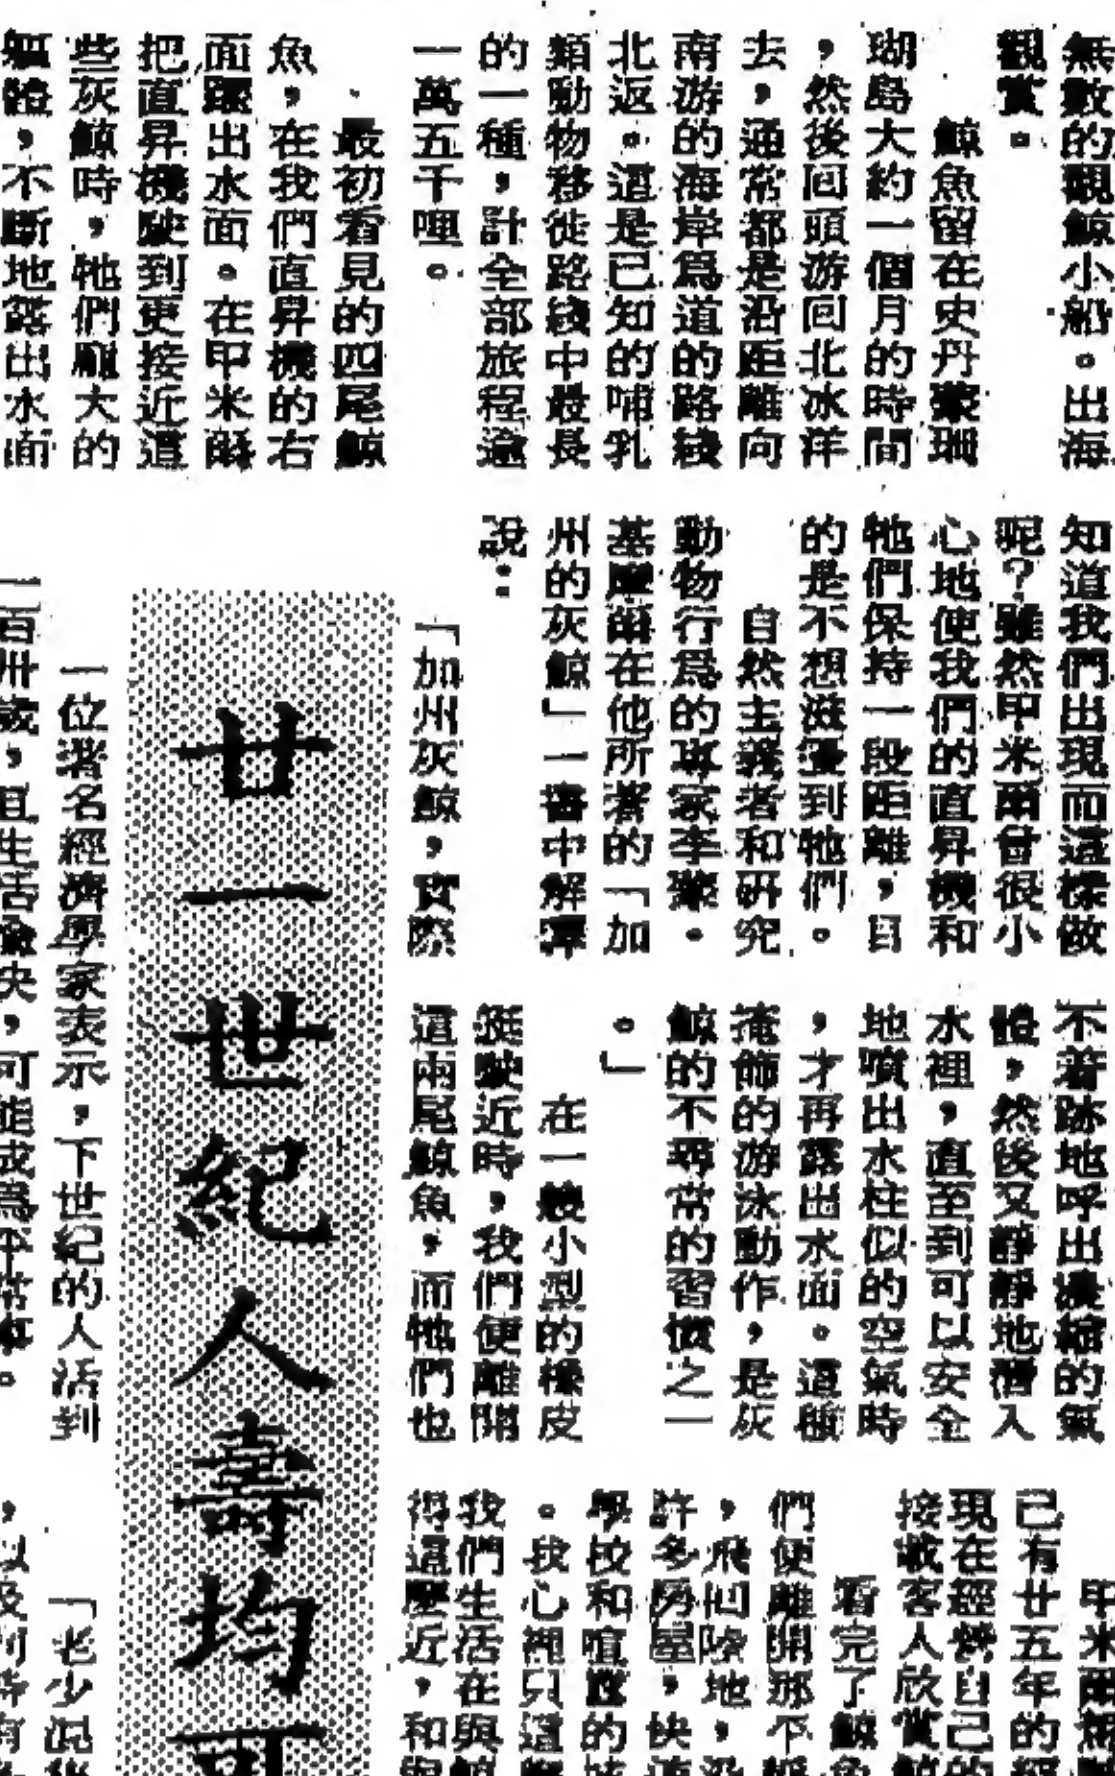 無數的觀鯨小船。出海
觀賞。
鯨魚留在史丹蒙珊
瑚島大約一個月的時間
，然後回頭游回北冰洋
去，通常都是沿距離向
南游的海岸爲道的路綫
北返。這是已知的哺乳
類動物移徙路綫中最長
的一種，計全部旅程逾
一萬五千哩。
最初看見的四尾鯨
魚，在我們直昇機的右
面躍出水面。在甲米爾
把直昇機駛到更接近這
些灰鯨時，牠們龐大的
軀體，不斷地露出水面
知道我們出現而這樣做
呢？雖然甲米爾曾很小
心地使我們的直昇機和
牠們保持一段距離，目
的是不想滋擾到牠們。
自然主義者和研究
動物行爲的專家李察．
基摩爾在他所著的「加
州的灰鯨」一書中解釋
說：
「加州灰鯨，實際
不着跡地呼出濃縮的氣
體，然後又靜靜地潛入
水裡，直至到可以安全
地噴出水柱似的空氣時
，才再露出水面。這種
掩飾的游泳動作，是灰
鯨的不尋常的習慣之一
。」
在一艘小型的橡皮
艇駛近時，我們便離開
這兩尾鯨魚，而牠們也
甲米爾
已有廿五年的
現在經營自己的
接載客人欣賞鯨
看完了鯨魚
們便離開那
，飛回陸地，
許多房屋，快
學校和喧囂的
。我心裡只這
我們生活在與鯨
得這麼近，和
廿一世紀人壽均可
一位著名經濟學家表示，下世紀的人活到
一百卅歲，且生活愉快，可能成爲平常事。
「老少混
，以及